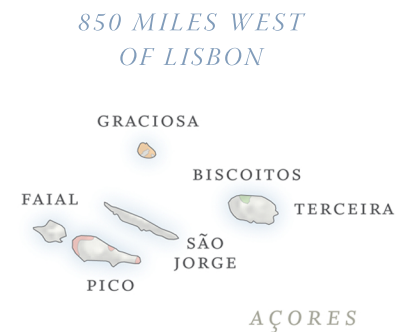 850 MILES WEST
OF LISBON
GRACIOSA
BISCOITOS
FAIAL
TERCEIRA
SÃO
JORGE
PICO
AÇORES